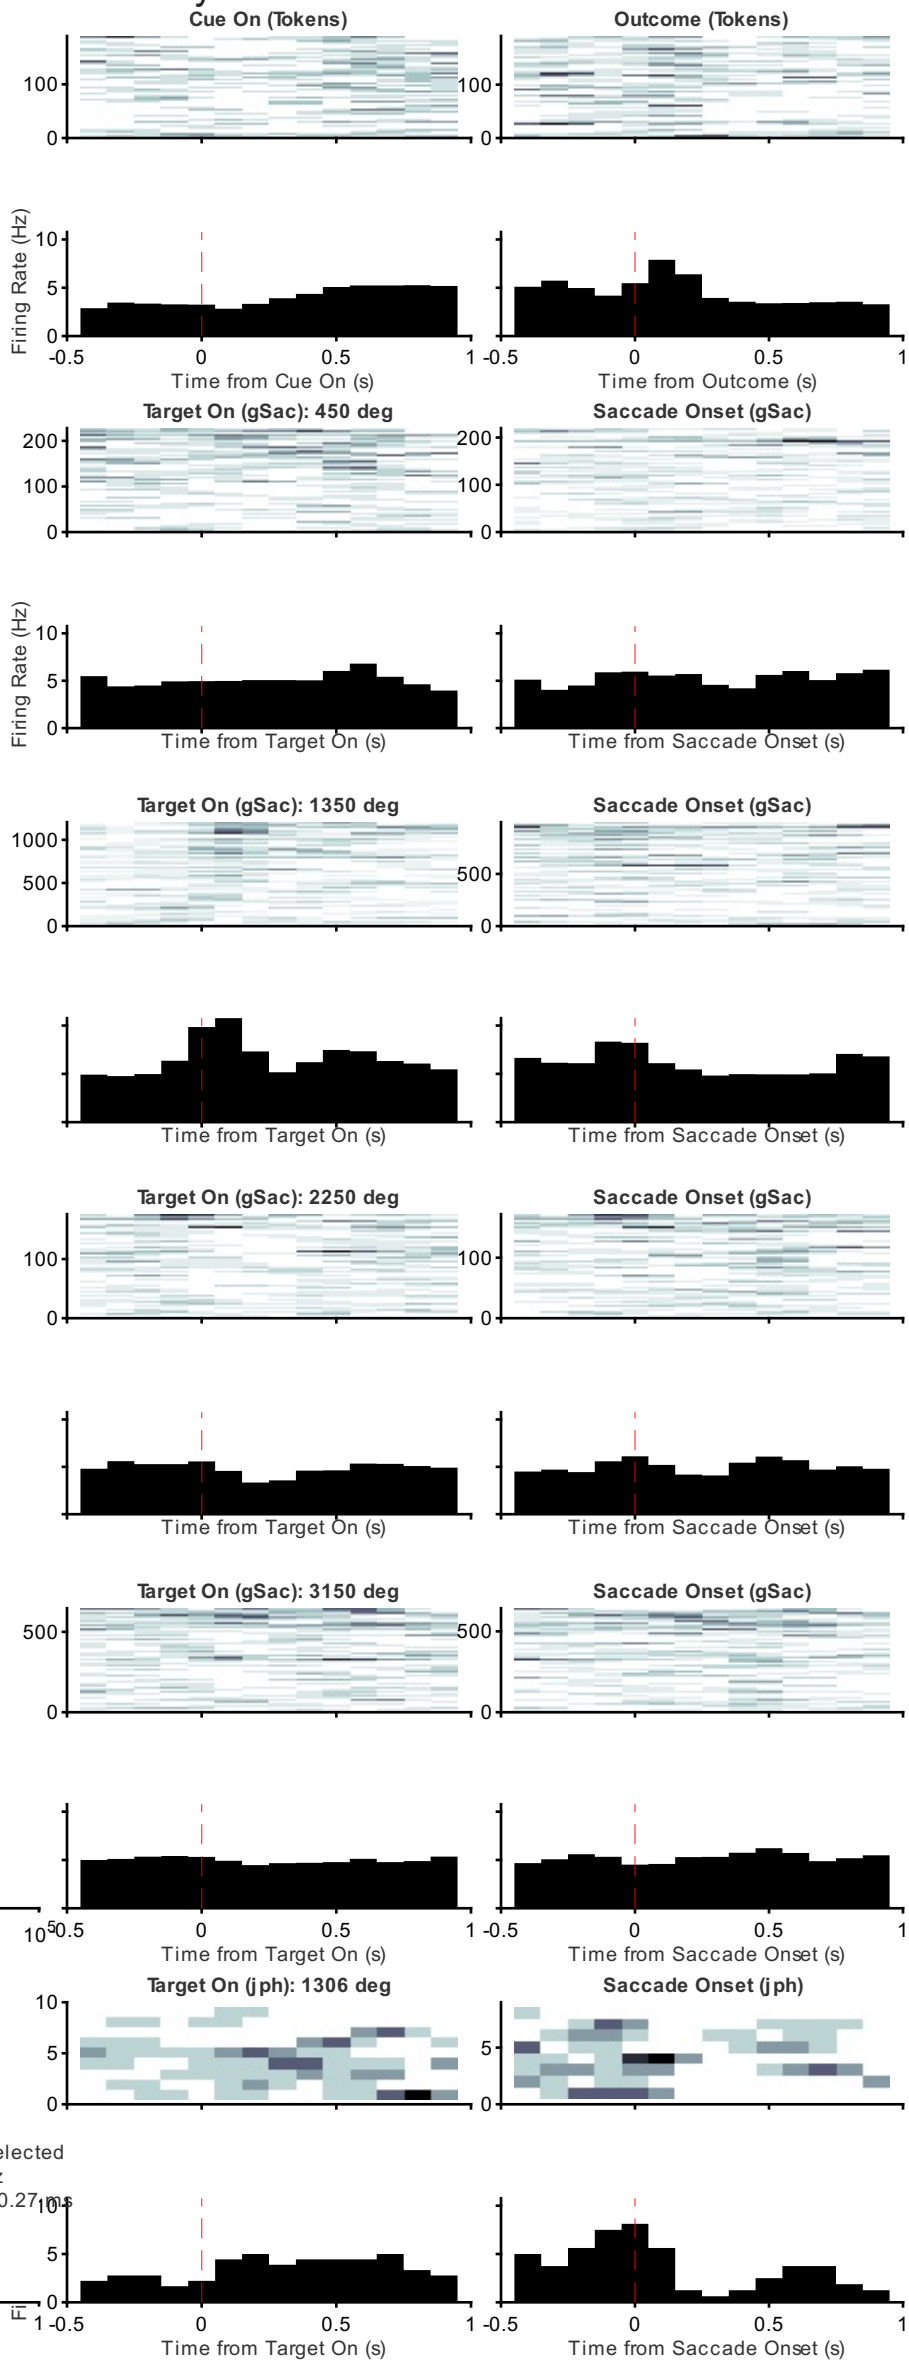 Cue On (Tokens) Outcome (Tokens)
100 100
0 0
Firing Rate (Hz)
10
5
0
-0.5 0 0.5 1 -0.5 0 0.5 1
Time from Cue On (s) Time from Outcome (s)
Target On (gSac): 450 deg Saccade Onset (gSac)
200 200
100 100
0 0
Firing Rate (Hz)
10
5
0
Time from Target On (s) Time from Saccade Onset (s)
Target On (gSac): 1350 deg Saccade Onset (gSac)
1000
500 500
0 0
Time from Target On (s) Time from Saccade Onset (s)
Target On (gSac): 2250 deg Saccade Onset (gSac)
100 100
0 0
Time from Target On (s) Time from Saccade Onset (s)
Target On (gSac): 3150 deg Saccade Onset (gSac)
500 500
0 0
10⁵ -0.5 0 0.5 1 -0.5 0 0.5 1
Time from Target On (s) Time from Saccade Onset (s)
Target On (jph): 1306 deg Saccade Onset (jph)
10
5 5
0 0
elected
z
0.27 ms
10
5
0
Fi
1 -0.5 0 0.5 1 -0.5 0 0.5 1
Time from Target On (s) Time from Saccade Onset (s)